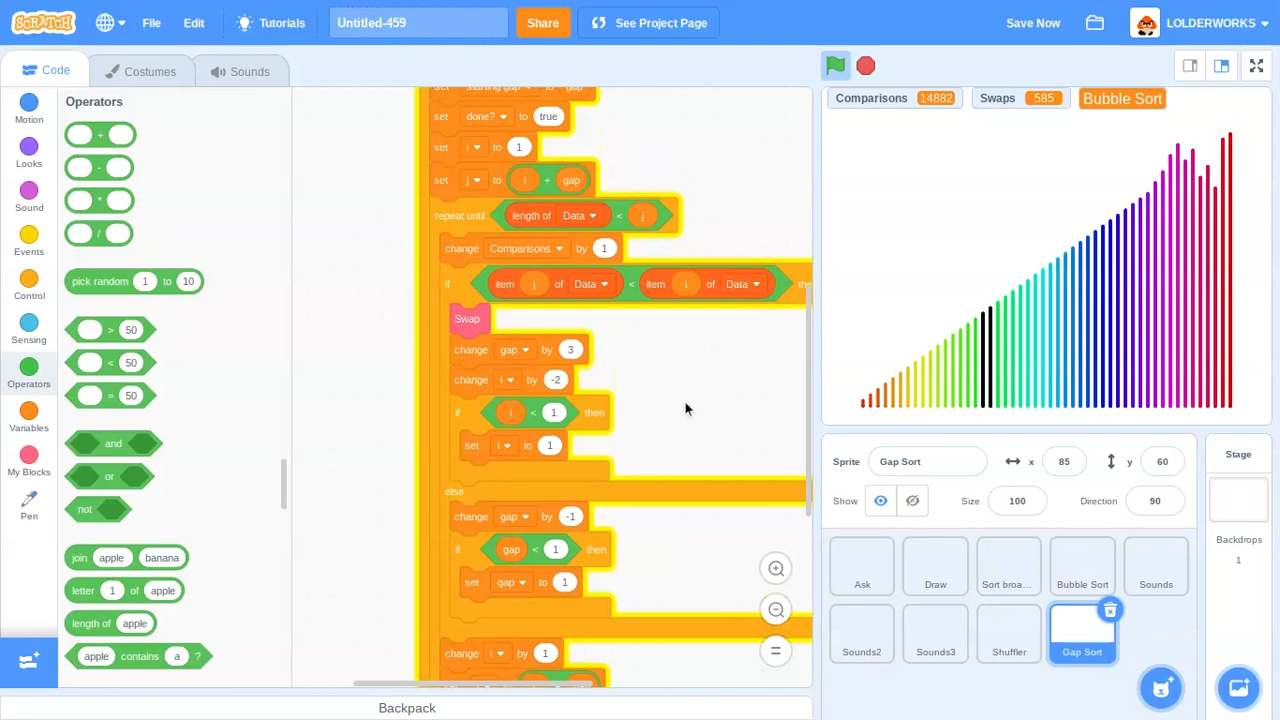 SCRATCH File Edit Tutorials Untitled-459 Share See Project Page Save Now LOLDERWORKS
Code Costumes Sounds
Motion
Looks
Sound
Events
Control
Sensing
Operators
Variables
My Blocks
Pen
Operators
+
-
*
/
pick random 1 to 10
> 50
< 50
= 50
and
or
not
join apple banana
letter 1 of apple
length of apple
apple contains a ?
set starting gap to gap
set done? to true
set i to 1
set j to i + gap
repeat until length of Data < j
change Comparisons by 1
if item j of Data < item i of Data the
Swap
change gap by 3
change i by -2
if i < 1 then
set i to 1
else
change gap by -1
if gap < 1 then
set gap to 1
change i by 1
Backpack
Comparisons 14882 Swaps 585 Bubble Sort
Sprite Gap Sort x 85 y 60
Show Size 100 Direction 90
Ask Draw Sort broa... Bubble Sort Sounds
Sounds2 Sounds3 Shuffler Gap Sort
Stage
Backdrops
1